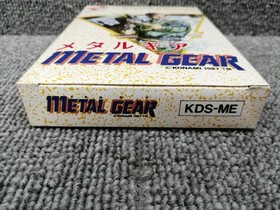 メタルギア
METAL GEAR
©KONAMI 1987 TM
METAL GEAR
KDS-ME